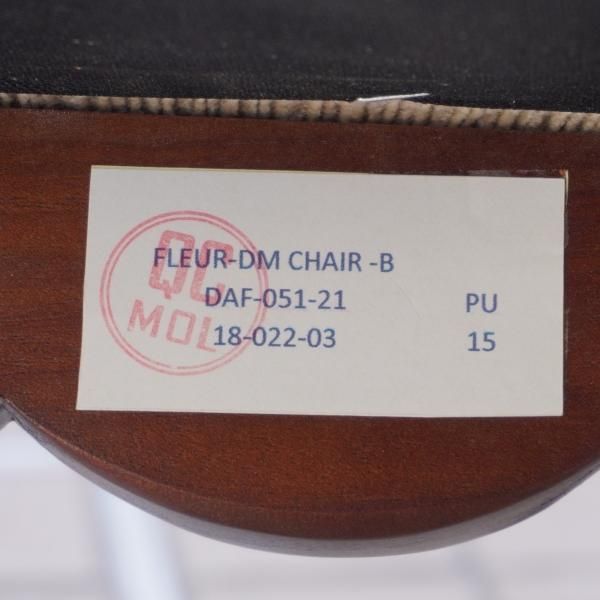 FLEUR-DM CHAIR -B
DAF-051-21 PU
18-022-03 15
QC
MOL